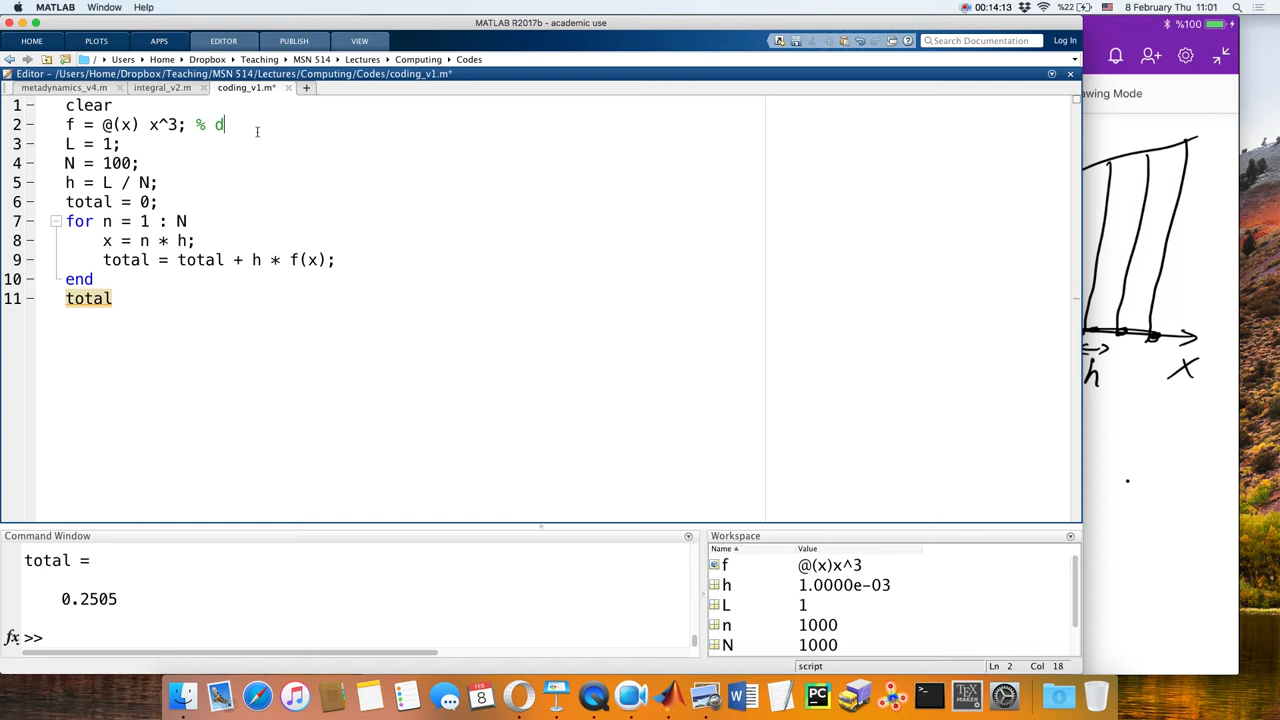 MATLAB Window Help
00:14:13 %22 8 February Thu 11:01
MATLAB R2017b - academic use
%100
HOME PLOTS APPS EDITOR PUBLISH VIEW
Search Documentation Log In
/ Users Home Dropbox Teaching MSN 514 Lectures Computing Codes
Editor - /Users/Home/Dropbox/Teaching/MSN 514/Lectures/Computing/Codes/coding_v1.m*
metadynamics_v4.m integral_v2.m coding_v1.m* +
awing Mode
1 clear
2 f = @(x) x^3; % d
3 L = 1;
4 N = 100;
5 h = L / N;
6 total = 0;
7 for n = 1 : N
8 x = n * h;
9 total = total + h * f(x);
10 end
11 total
h x
Command Window
total =
0.2505
fx >>
Workspace
Name Value
f @(x)x^3
h 1.0000e-03
L 1
n 1000
N 1000
script Ln 2 Col 18
FEB
8
W PC TEX
MAKER